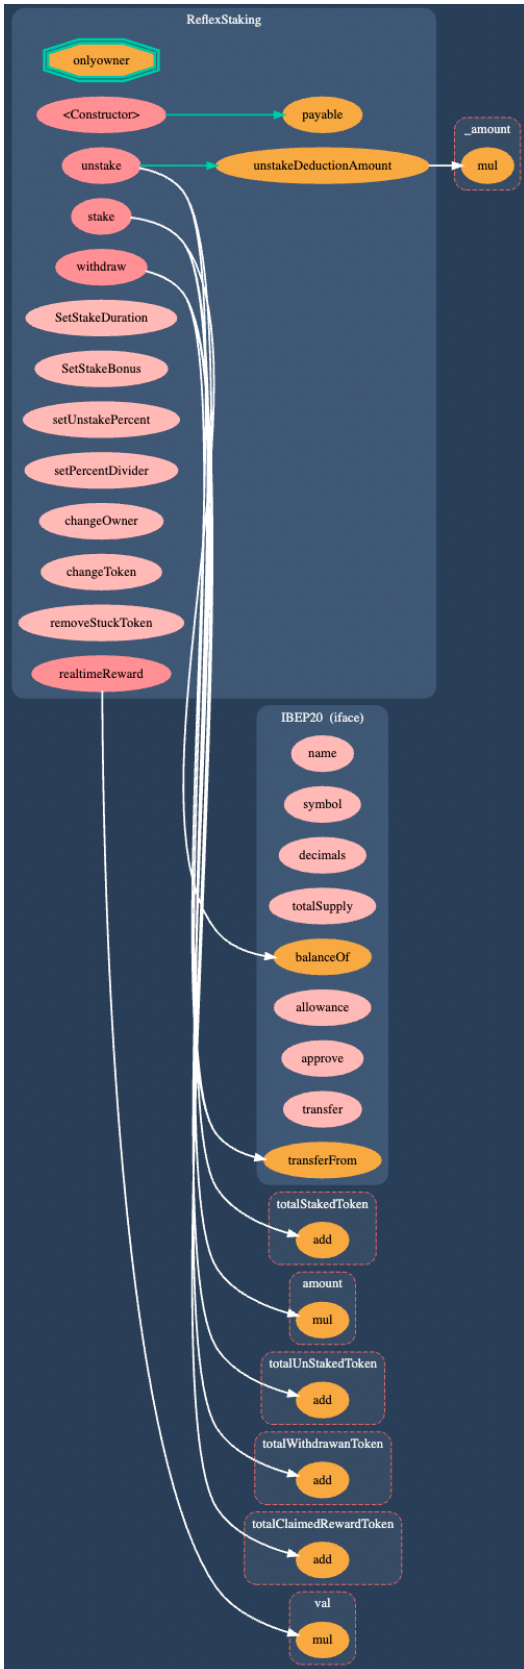 ReflexStaking
onlyowner
<Constructor>
payable
_amount
unstake
unstakeDeductionAmount
mul
stake
withdraw
SetStakeDuration
SetStakeBonus
setUnstakePercent
setPercentDivider
changeOwner
changeToken
removeStuckToken
realtimeReward
IBEP20 (iface)
name
symbol
decimals
totalSupply
balanceOf
allowance
approve
transfer
transferFrom
totalStakedToken
add
amount
mul
totalUnStakedToken
add
totalWithdrawanToken
add
totalClaimedRewardToken
add
val
mul